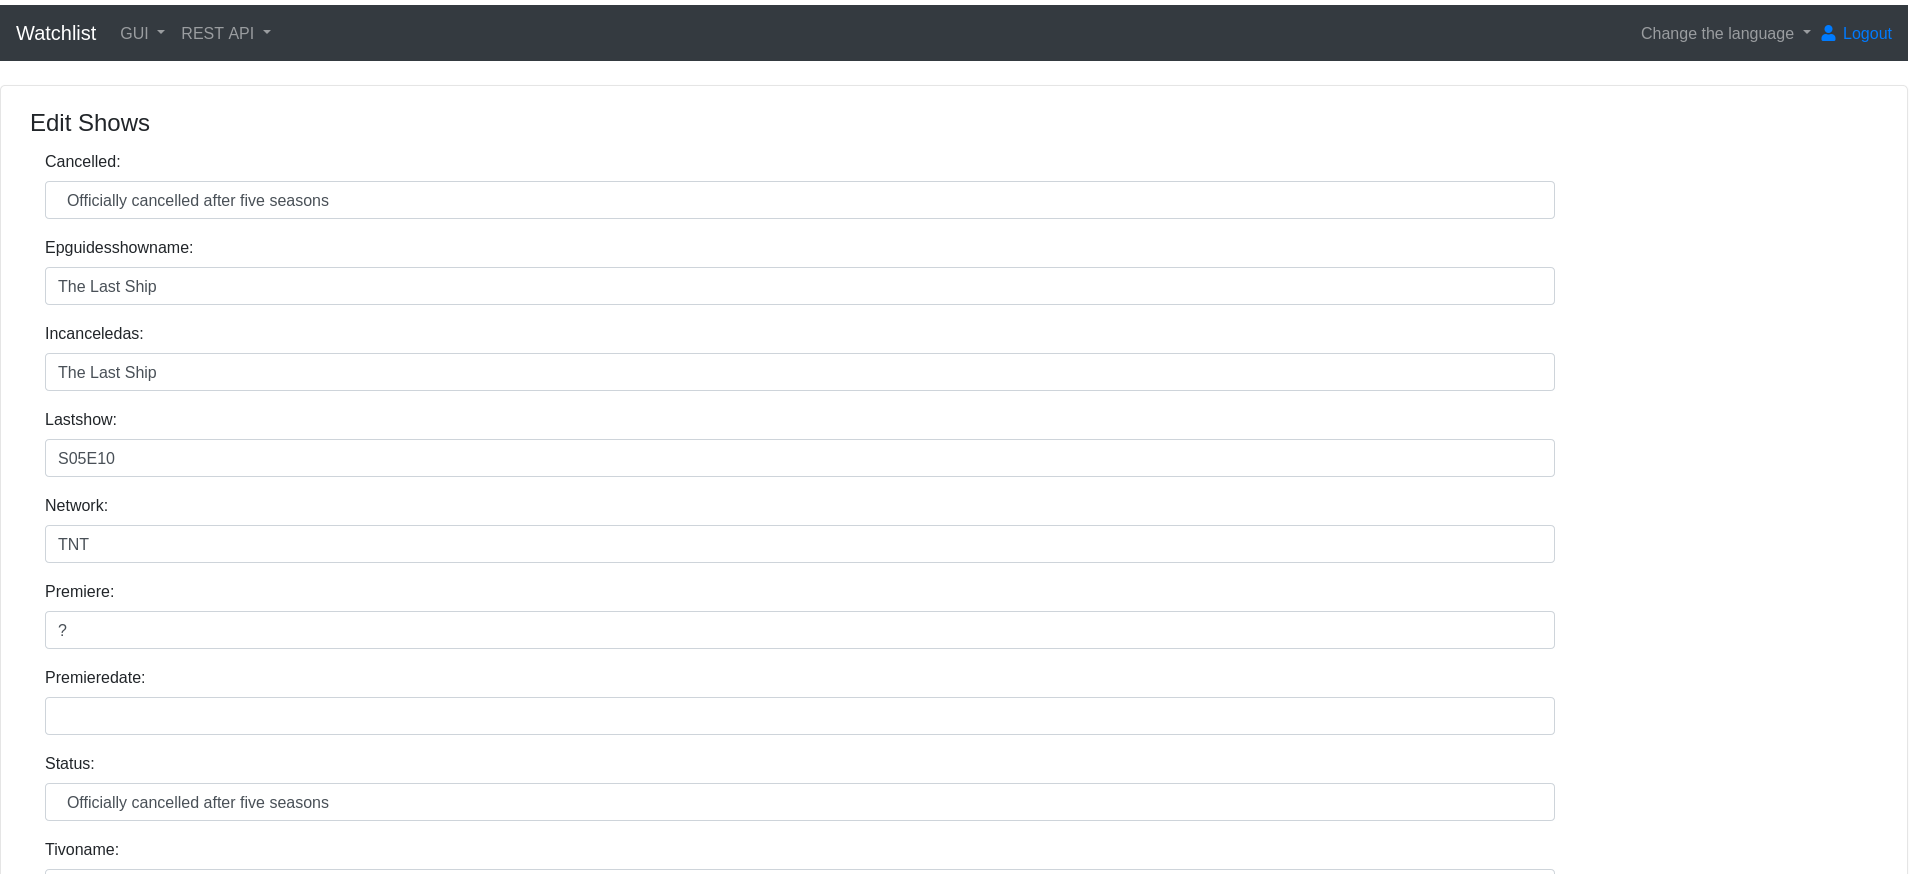 Watchlist GUI REST API Change the language Logout
Edit Shows
Cancelled:
Officially cancelled after five seasons
Epguidesshowname:
The Last Ship
Incanceledas:
The Last Ship
Lastshow:
S05E10
Network:
TNT
Premiere:
?
Premieredate:
Status:
Officially cancelled after five seasons
Tivoname: